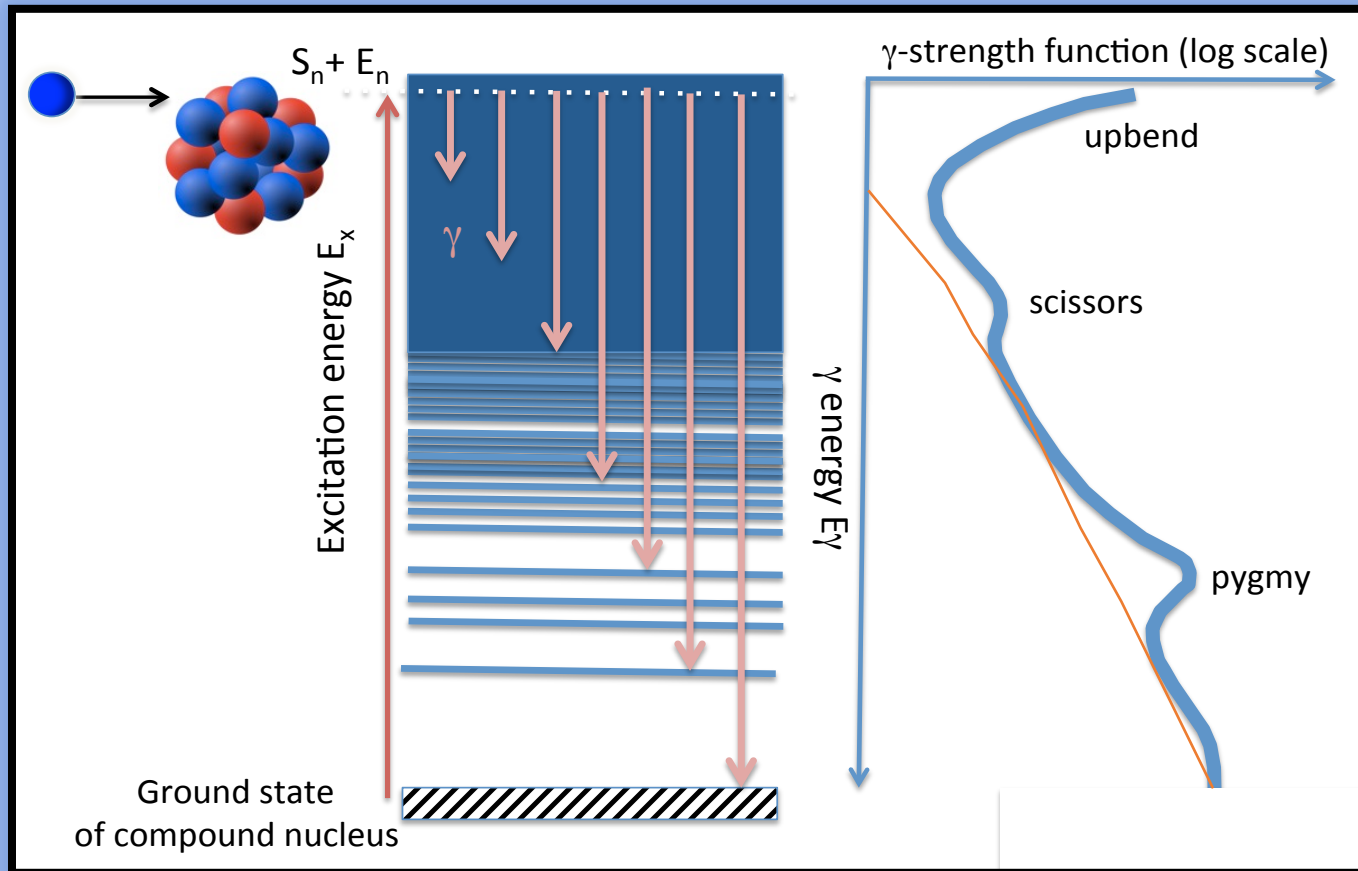 γ-strength function (log scale)
Sn + En
upbend
γ
scissors
Excitation energy Ex
γ energy Eγ
pygmy
Ground state
of compound nucleus